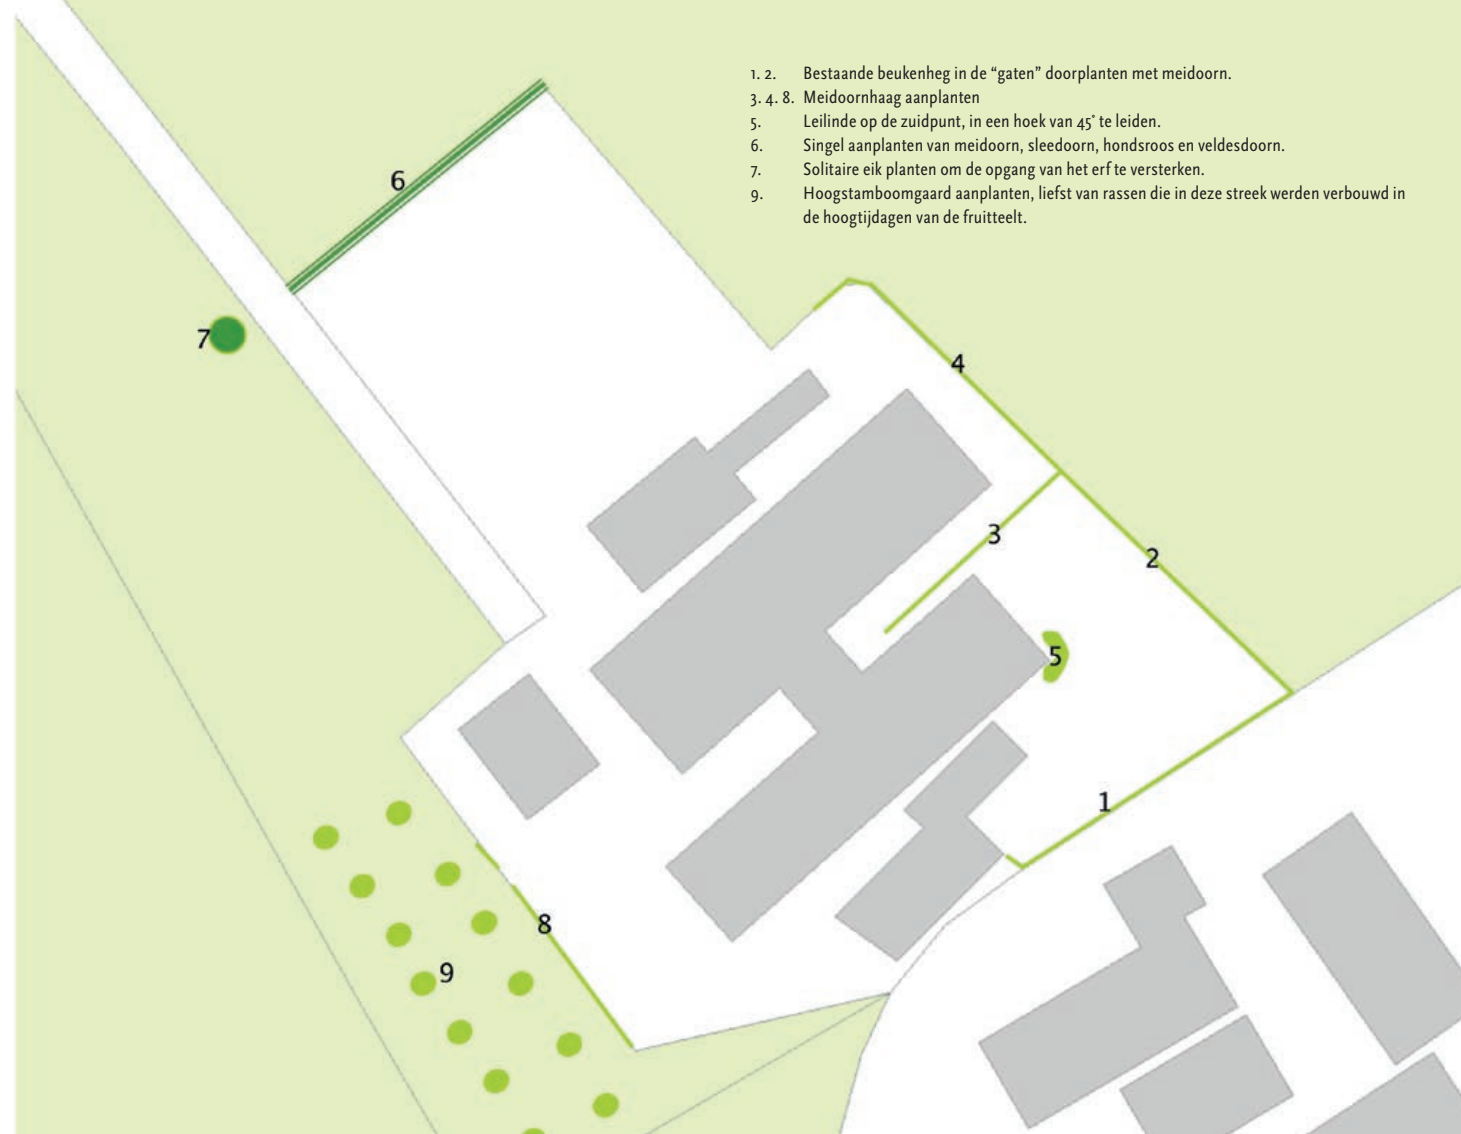 1. 2. Bestaande beukenheg in de “gaten” doorplanten met meidoorn.
3. 4. 8. Meidoornhaag aanplanten
5. Leilinde op de zuidpunt, in een hoek van 45° te leiden.
6. Singel aanplanten van meidoorn, sleedoorn, hondsroos en veldesdoorn.
7. Solitaire eik planten om de opgang van het erf te versterken.
9. Hoogstamboomgaard aanplanten, liefst van rassen die in deze streek werden verbouwd in
de hoogtijdagen van de fruitteelt.
6
7
4
3
2
5
1
8
9